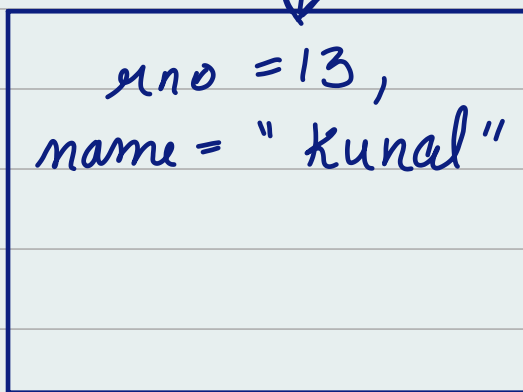 rno = 13,
name = "Kunal"